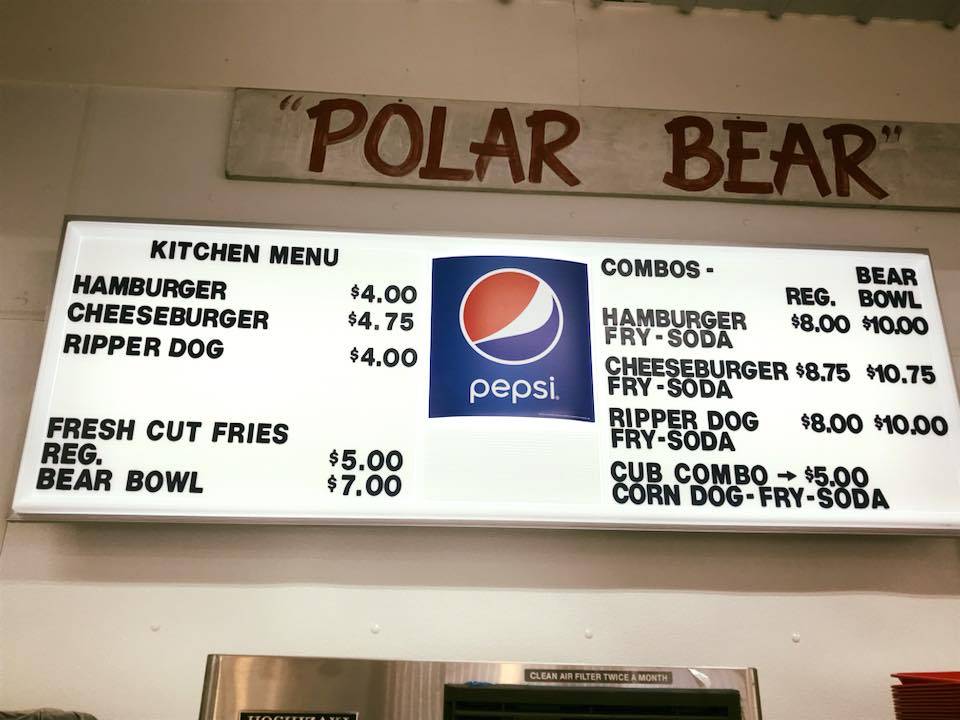 "POLAR BEAR"
KITCHEN MENU
HAMBURGER $4.00
CHEESEBURGER $4.75
RIPPER DOG $4.00
FRESH CUT FRIES
REG. $5.00
BEAR BOWL $7.00
pepsi®
COMBOS - BEAR
REG. BOWL
HAMBURGER $8.00 $10.00
FRY - SODA
CHEESEBURGER $8.75 $10.75
FRY - SODA
RIPPER DOG $8.00 $10.00
FRY-SODA
CUB COMBO → $5.00
CORN DOG-FRY-SODA
CLEAN AIR FILTER TWICE A MONTH
HOSHIZAKI